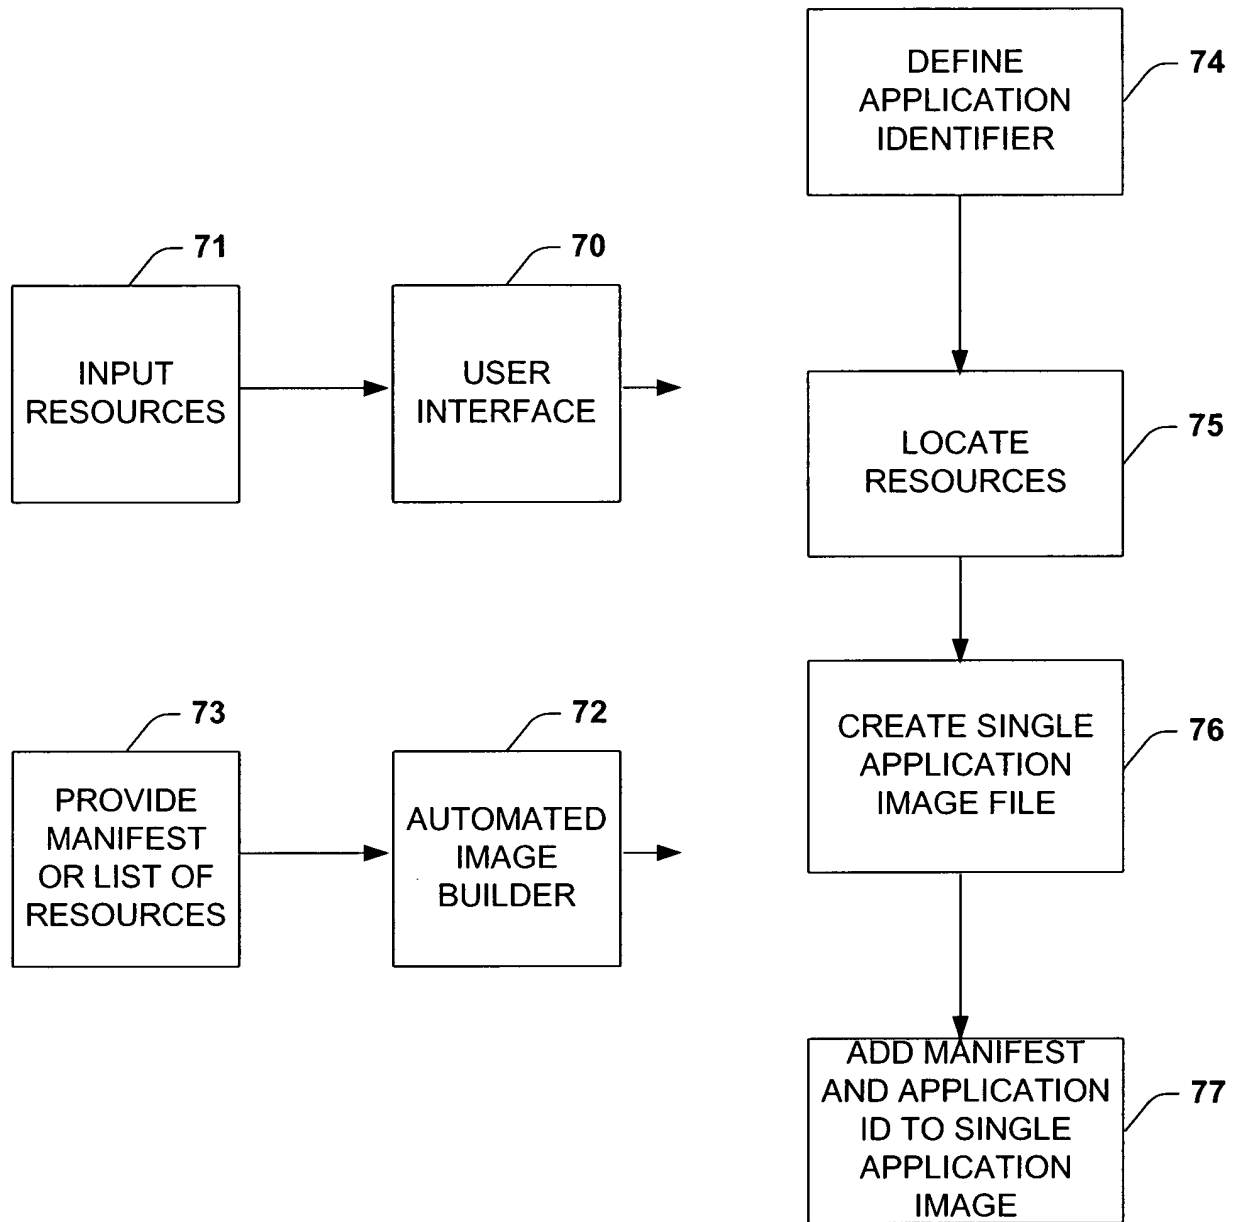 DEFINE
APPLICATION
IDENTIFIER
74
71
70
INPUT
RESOURCES
USER
INTERFACE
LOCATE
RESOURCES
75
73
72
PROVIDE
MANIFEST
OR LIST OF
RESOURCES
AUTOMATED
IMAGE
BUILDER
CREATE SINGLE
APPLICATION
IMAGE FILE
76
ADD MANIFEST
AND APPLICATION
ID TO SINGLE
APPLICATION
IMAGE
77